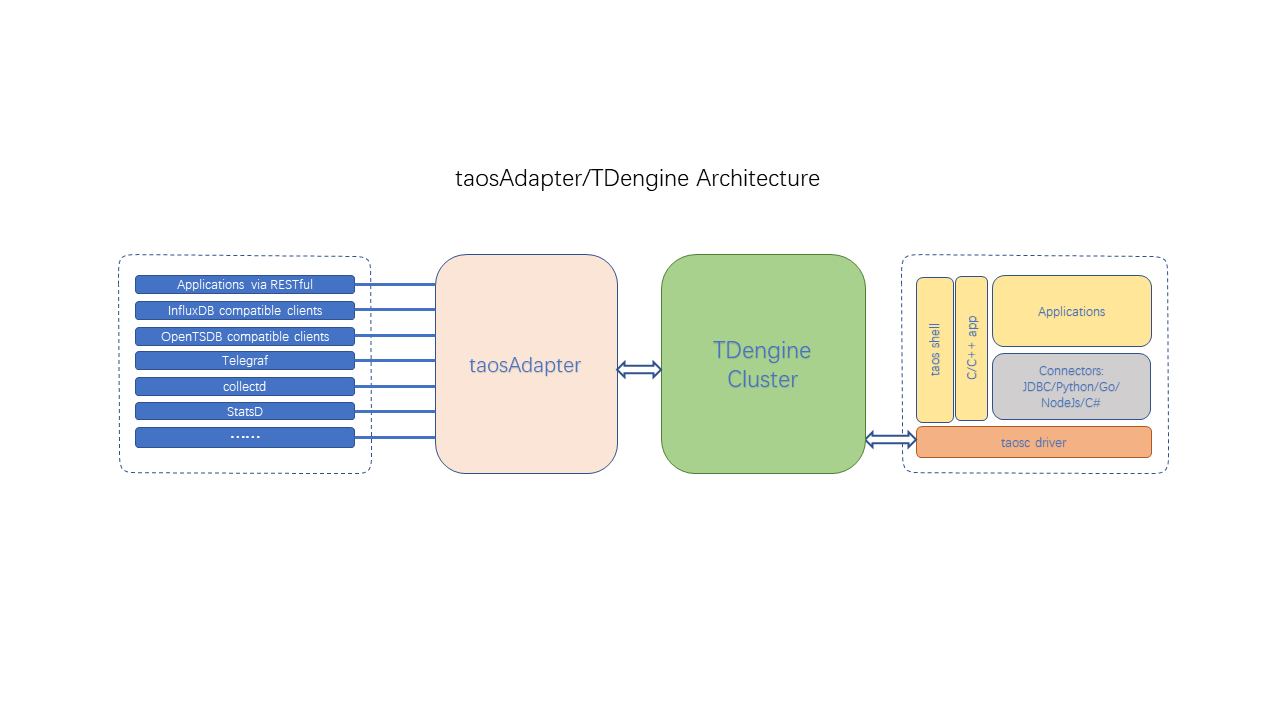 taosAdapter/TDengine Architecture
Applications via RESTful
InfluxDB compatible clients
OpenTSDB compatible clients
Telegraf
collectd
StatsD
······
taosAdapter
TDengine
Cluster
taos shell
C/C++ app
Applications
Connectors:
JDBC/Python/Go/
NodeJs/C#
taosc driver